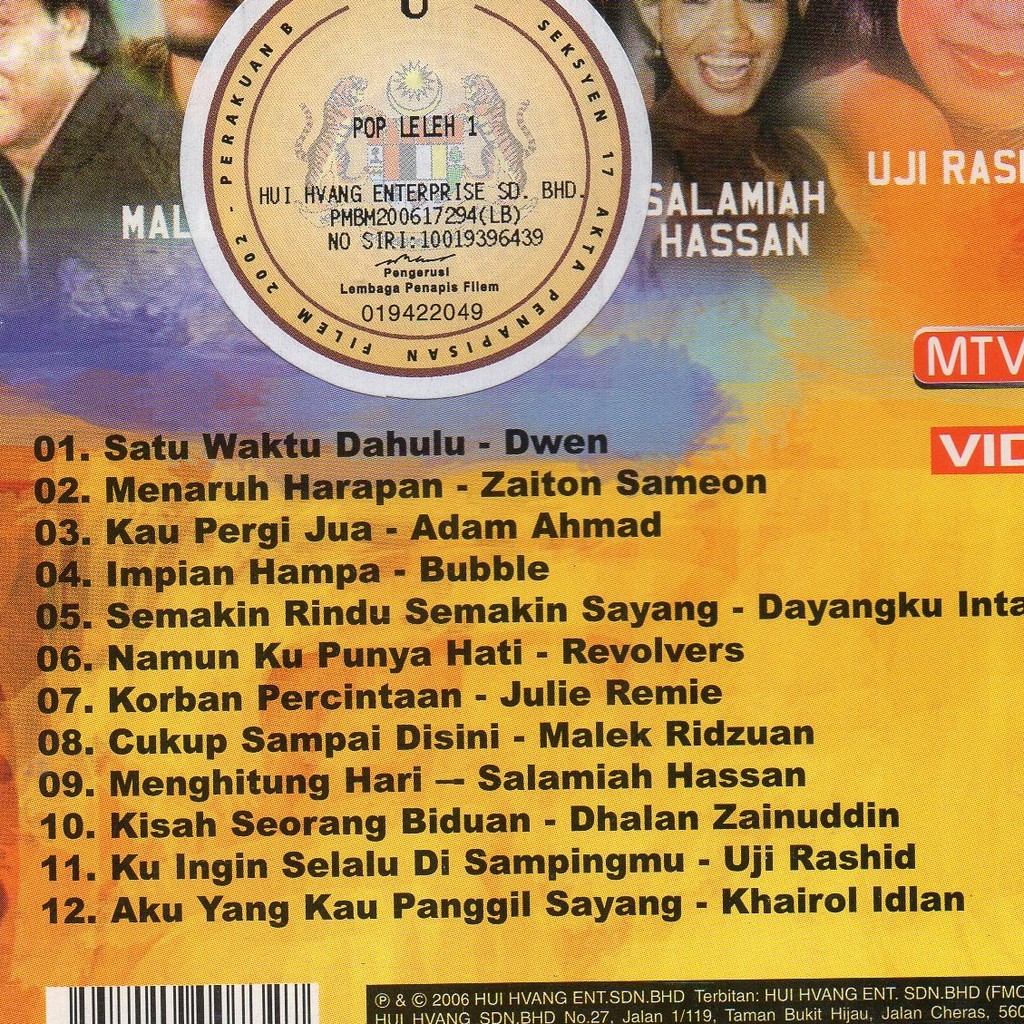 U
PERAKUAN B SEKSYEN 17 AKTA PENAPISAN FILEM 2002 -
POP LELEH 1
HUI HVANG ENTERPRISE SD. BHD.
PMBM200617294(LB)
NO SIRI:10019396439
Pengerusi
Lembaga Penapis Filem
019422049
MAL
SALAMIAH
HASSAN
UJI RAS
MTV
VID
01. Satu Waktu Dahulu - Dwen
02. Menaruh Harapan - Zaiton Sameon
03. Kau Pergi Jua - Adam Ahmad
04. Impian Hampa - Bubble
05. Semakin Rindu Semakin Sayang - Dayangku Inta
06. Namun Ku Punya Hati - Revolvers
07. Korban Percintaan - Julie Remie
08. Cukup Sampai Disini - Malek Ridzuan
09. Menghitung Hari — Salamiah Hassan
10. Kisah Seorang Biduan - Dhalan Zainuddin
11. Ku Ingin Selalu Di Sampingmu - Uji Rashid
12. Aku Yang Kau Panggil Sayang - Khairol Idlan
℗ & © 2006 HUI HVANG ENT.SDN.BHD Terbitan: HUI HVANG ENT. SDN.BHD (FMC
HUI HVANG SDN.BHD No.27, Jalan 1/119, Taman Bukit Hijau, Jalan Cheras, 560